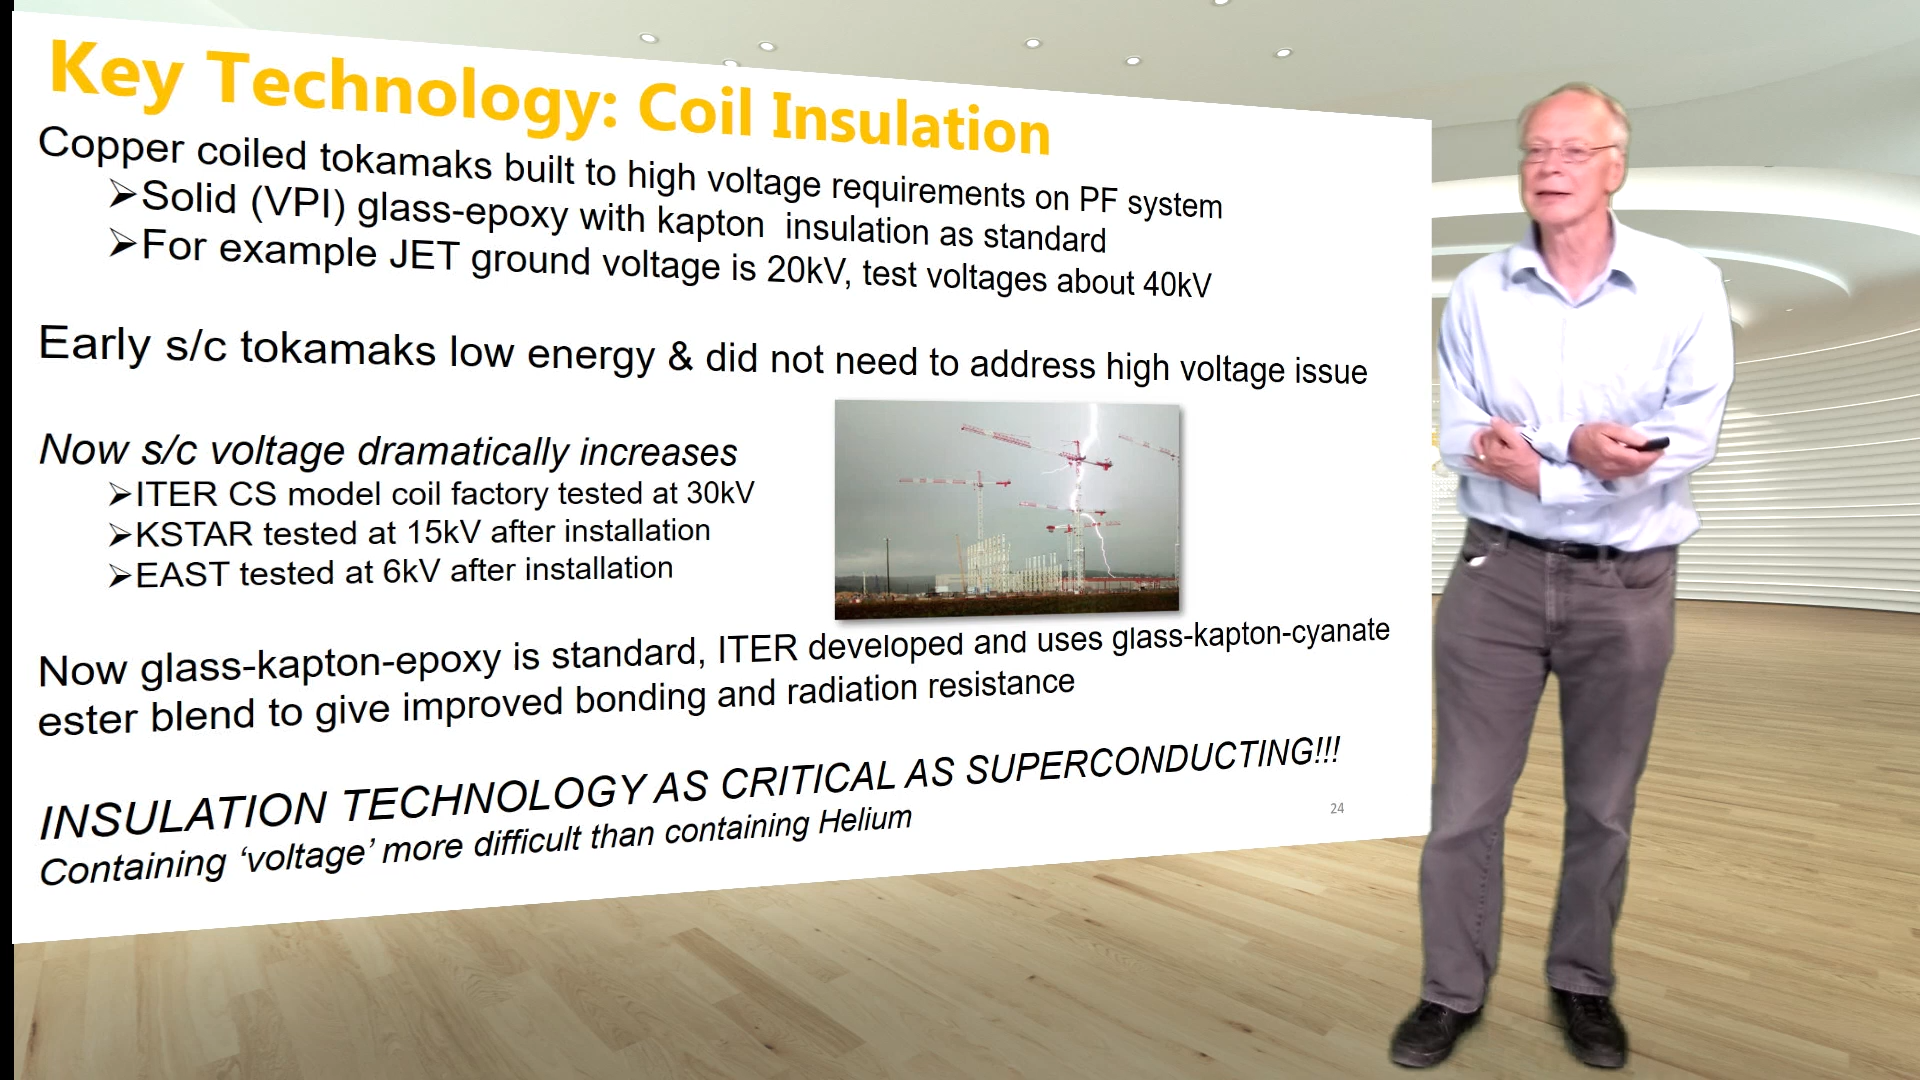 Key Technology: Coil Insulation
Copper coiled tokamaks built to high voltage requirements on PF system
➢Solid (VPI) glass-epoxy with kapton insulation as standard
➢For example JET ground voltage is 20kV, test voltages about 40kV
Early s/c tokamaks low energy & did not need to address high voltage issue
Now s/c voltage dramatically increases
➢ITER CS model coil factory tested at 30kV
➢KSTAR tested at 15kV after installation
➢EAST tested at 6kV after installation
Now glass-kapton-epoxy is standard, ITER developed and uses glass-kapton-cyanate
ester blend to give improved bonding and radiation resistance
INSULATION TECHNOLOGY AS CRITICAL AS SUPERCONDUCTING!!!
Containing ‘voltage’ more difficult than containing Helium
24